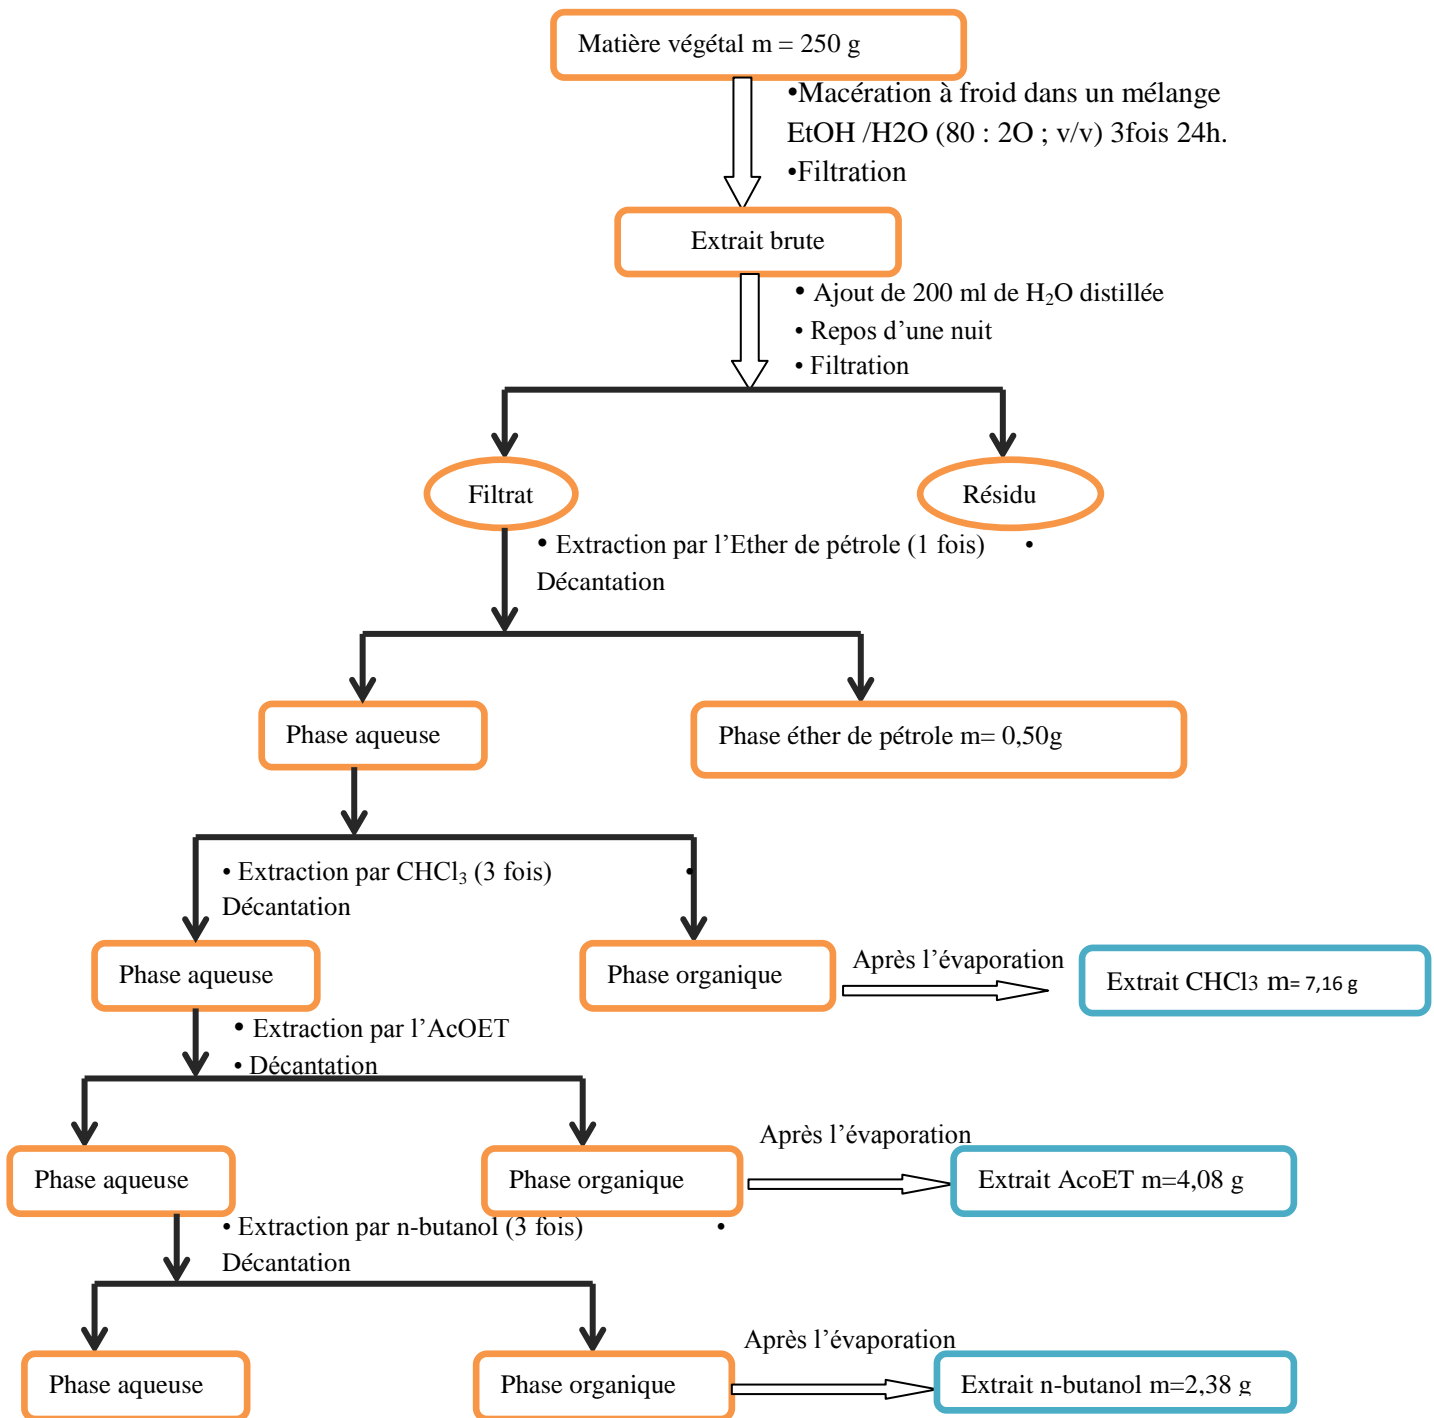 Matière végétal m = 250 g
•Macération à froid dans un mélange
EtOH /H2O (80 : 2O ; v/v) 3fois 24h.
•Filtration
Extrait brute
• Ajout de 200 ml de H₂O distillée
• Repos d’une nuit
• Filtration
Filtrat
Résidu
• Extraction par l’Ether de pétrole (1 fois) •
Décantation
Phase aqueuse
Phase éther de pétrole m= 0,50g
• Extraction par CHCl₃ (3 fois) •
Décantation
Phase aqueuse
Phase organique
Après l’évaporation
Extrait CHCl3 m= 7,16 g
• Extraction par l’AcOET
• Décantation
Phase aqueuse
Phase organique
Après l’évaporation
Extrait AcoET m=4,08 g
• Extraction par n-butanol (3 fois) •
Décantation
Phase aqueuse
Phase organique
Après l’évaporation
Extrait n-butanol m=2,38 g